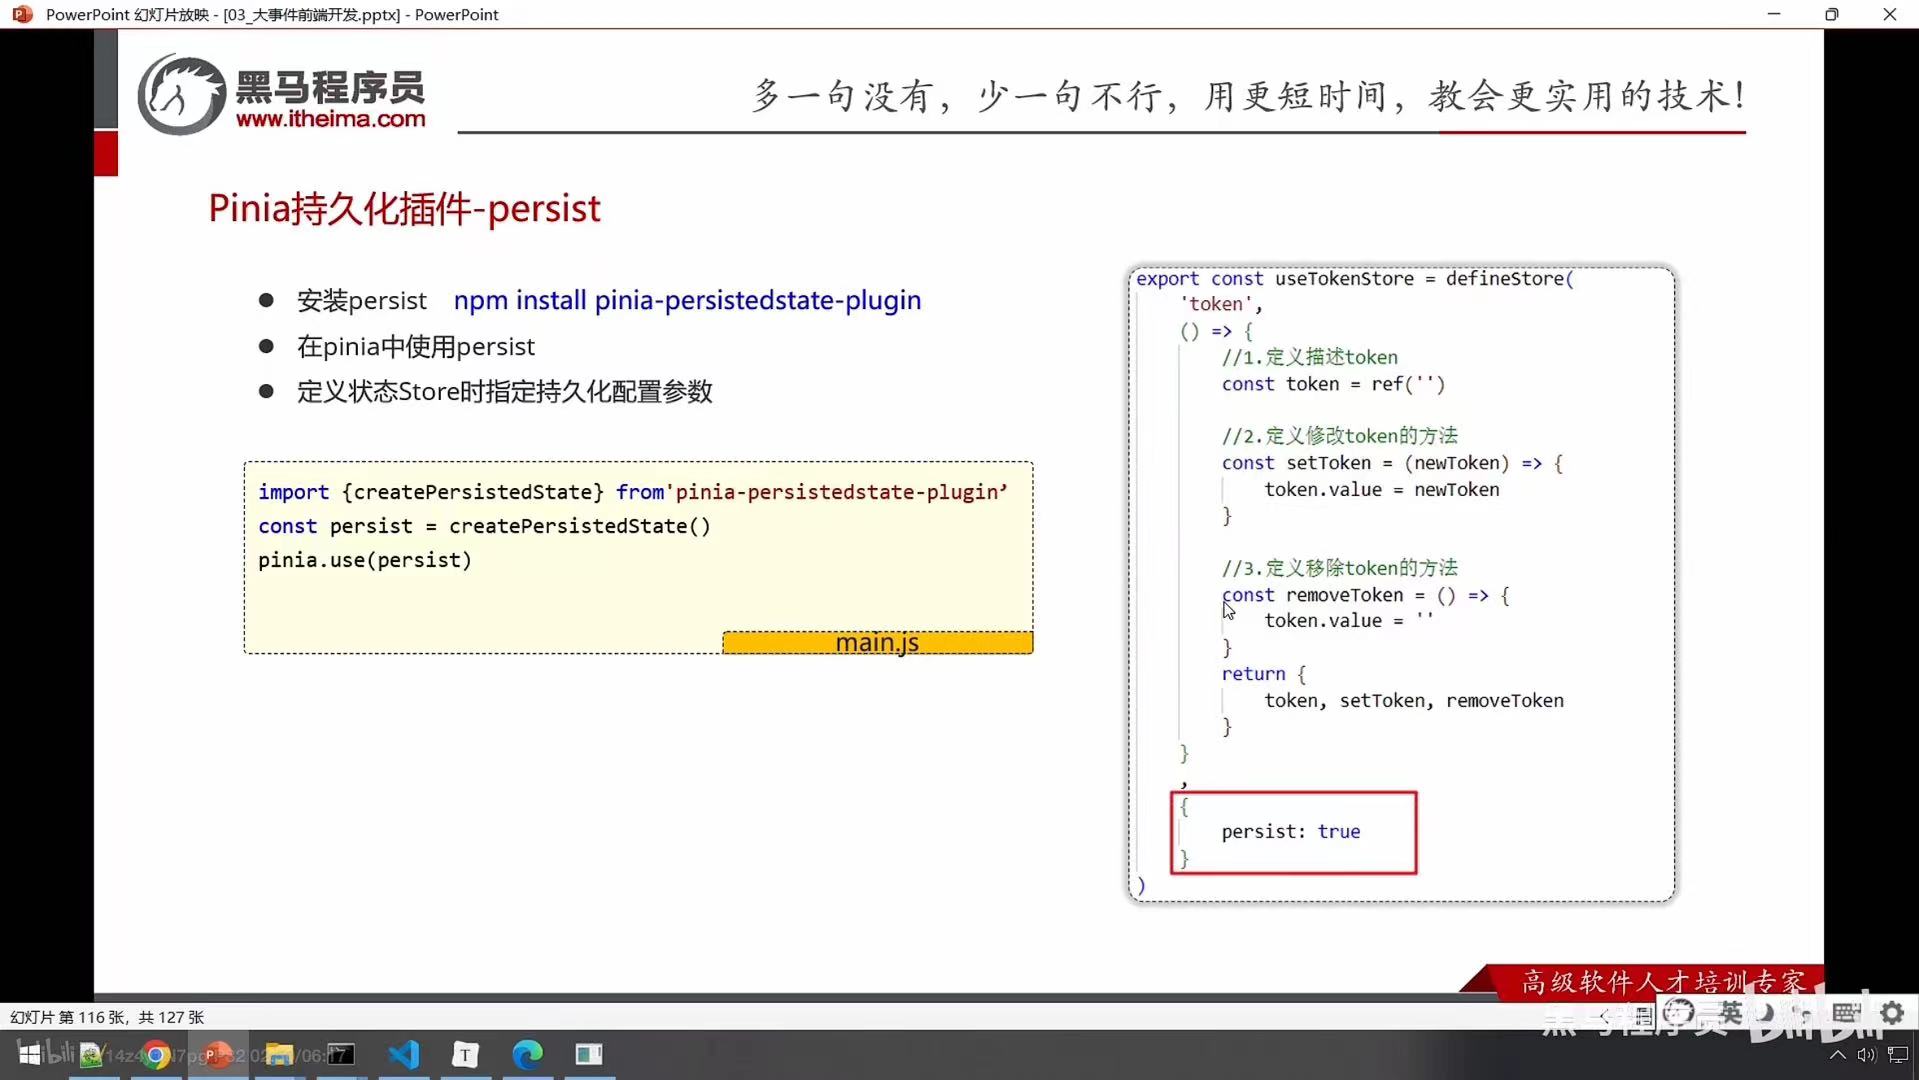 PowerPoint 幻灯片放映 - [03_大事件前端开发.pptx] - PowerPoint
黑马程序员
www.itheima.com
多一句没有，少一句不行，用更短时间，教会更实用的技术！
Pinia持久化插件-persist
安装persist npm install pinia-persistedstate-plugin
在pinia中使用persist
定义状态Store时指定持久化配置参数
import {createPersistedState} from'pinia-persistedstate-plugin’
const persist = createPersistedState()
pinia.use(persist)
main.js
export const useTokenStore = defineStore(
'token',
() => {
//1.定义描述token
const token = ref('')
//2.定义修改token的方法
const setToken = (newToken) => {
token.value = newToken
}
//3.定义移除token的方法
const removeToken = () => {
token.value = ''
}
return {
token, setToken, removeToken
}
}
,
{
persist: true
}
)
高级软件人才培训专家
幻灯片 第 116 张，共 127 张
黑马程序员 bilibili
英